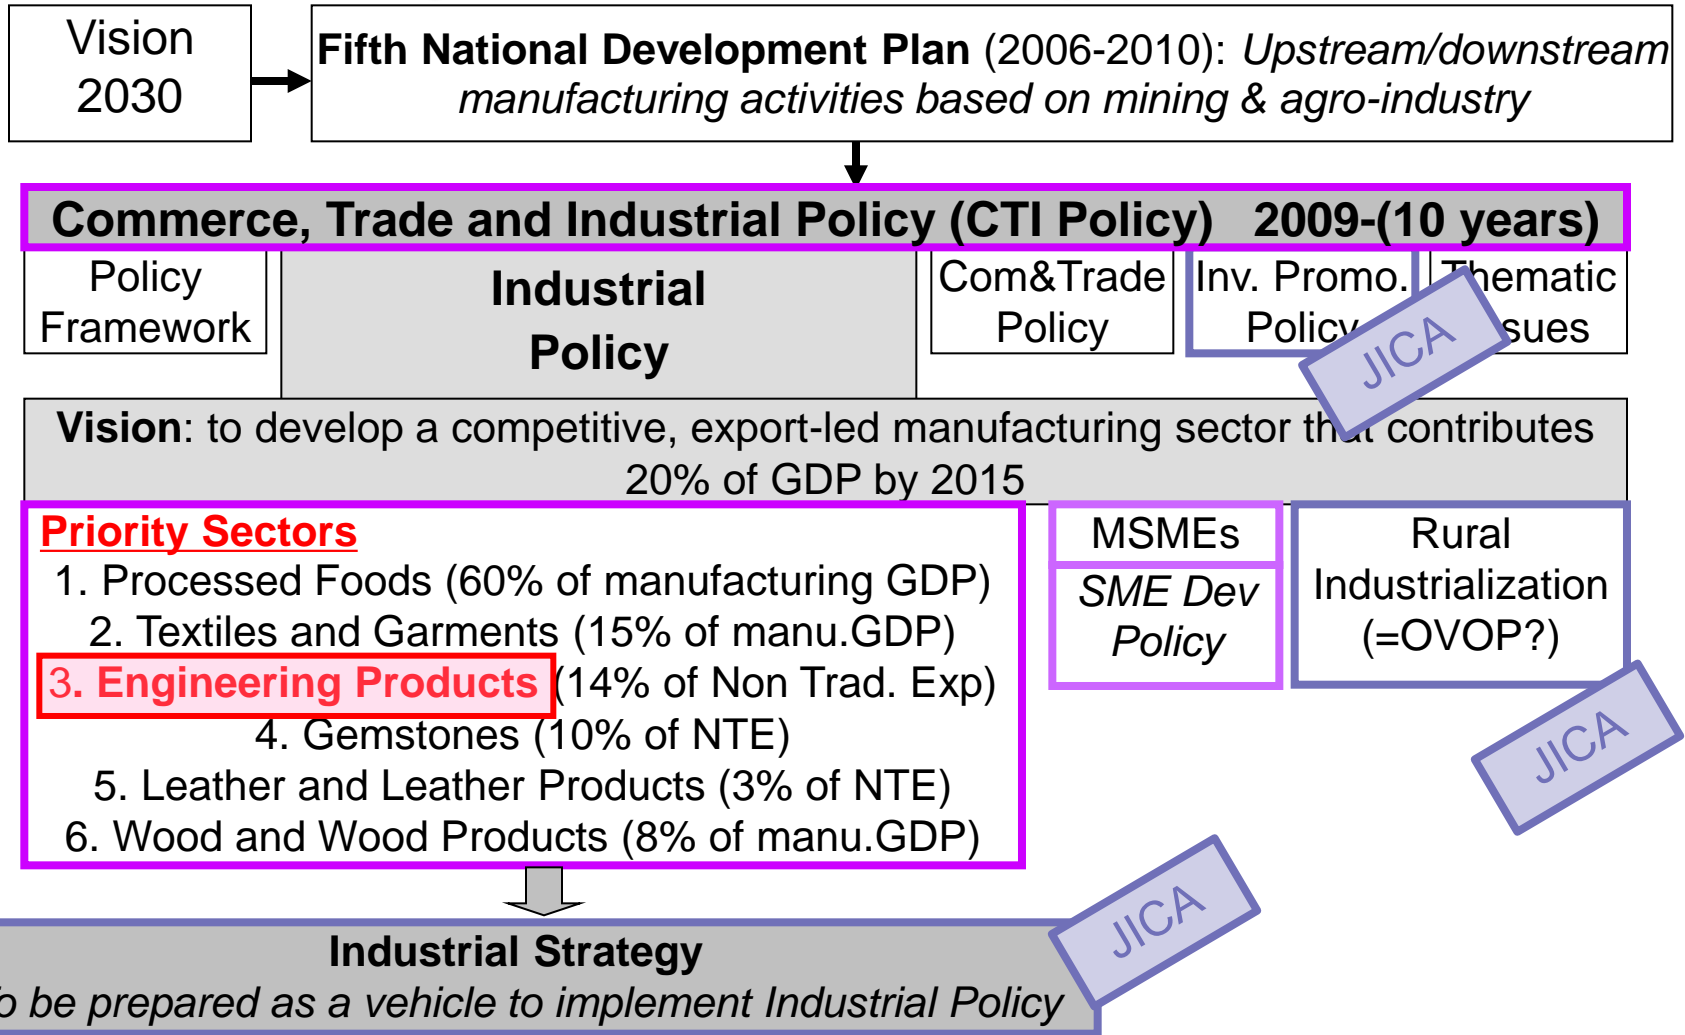 Vision
2030
Fifth National Development Plan (2006-2010): Upstream/downstream
manufacturing activities based on mining & agro-industry
Commerce, Trade and Industrial Policy (CTI Policy) 2009-(10 years)
Policy
Framework
Industrial
Policy
Com&Trade
Policy
Inv. Promo.
Policy
JICA
Vision: to develop a competitive, export-led manufacturing sector that contributes
20% of GDP by 2015
Priority Sectors
1. Processed Foods (60% of manufacturing GDP)
2. Textiles and Garments (15% of manu.GDP)
3. Engineering Products (14% of Non Trad. Exp)
4. Gemstones (10% of NTE)
5. Leather and Leather Products (3% of NTE)
6. Wood and Wood Products (8% of manu.GDP)
MSMEs
SME Dev
Policy
Rural
Industrialization
(=OVOP?)
JICA
JICA
Industrial Strategy
be prepared as a vehicle to implement Industrial Policy